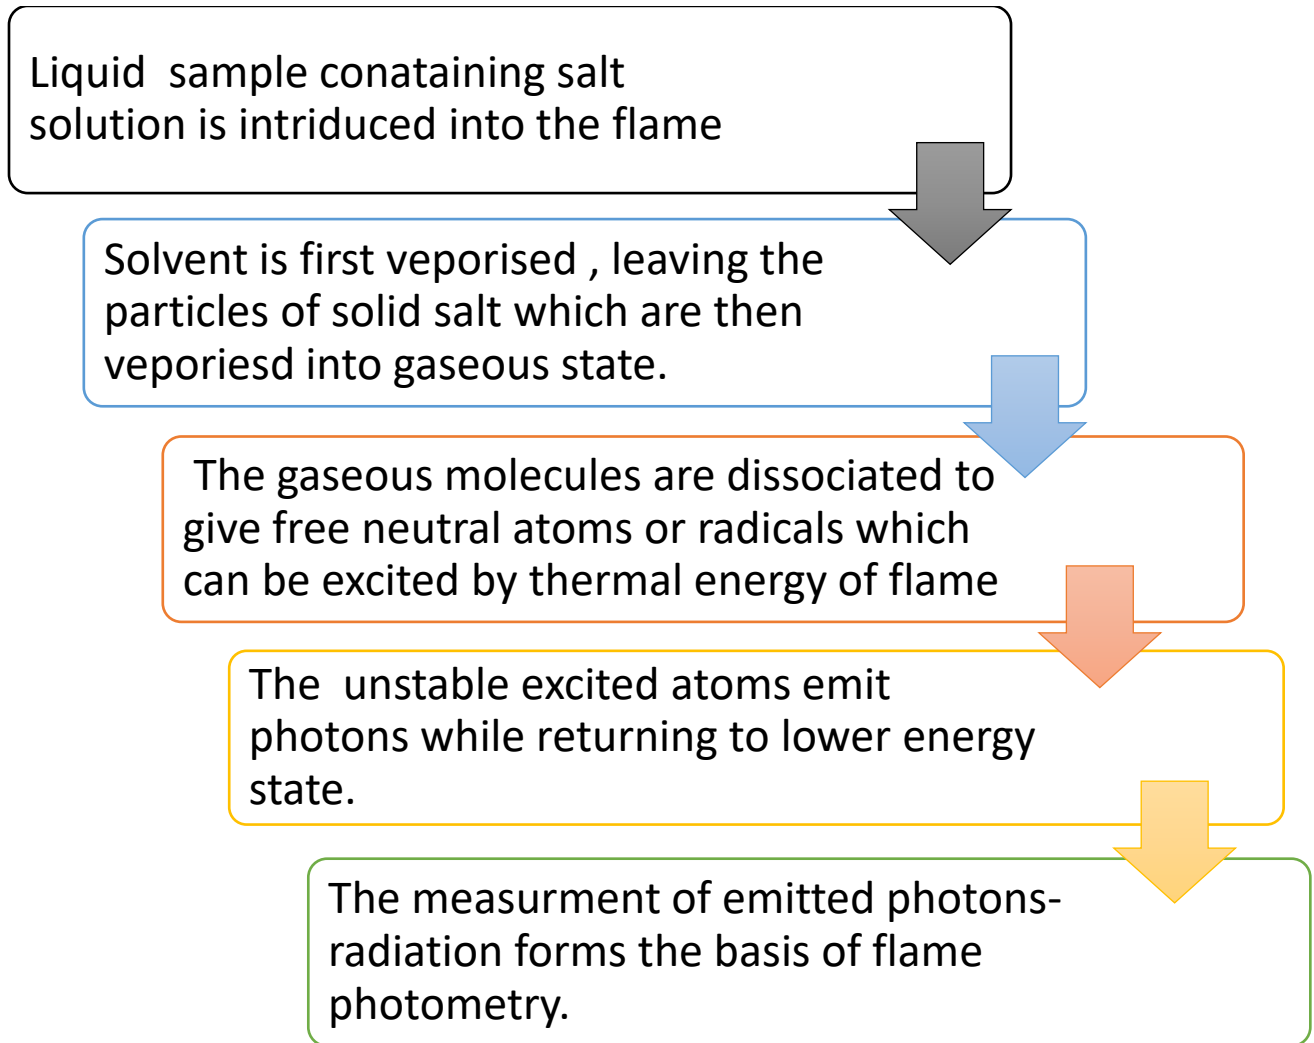 Liquid  sample conataining salt
solution is intriduced into the flame
Solvent is first veporised , leaving the
particles of solid salt which are then
veporiesd into gaseous state.
The gaseous molecules are dissociated to
give free neutral atoms or radicals which
can be excited by thermal energy of flame
The  unstable excited atoms emit
photons while returning to lower energy
state.
The measurment of emitted photons-
radiation forms the basis of flame
photometry.